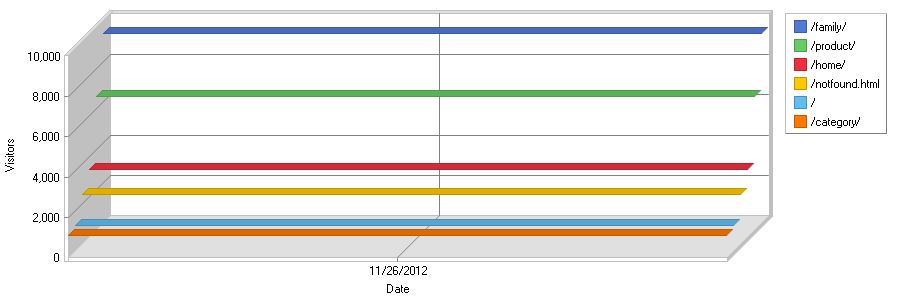 10,000
8,000
6,000
4,000
2,000
0
Visitors
11/26/2012
Date
/family/
/product/
/home/
/notfound.html
/
/category/